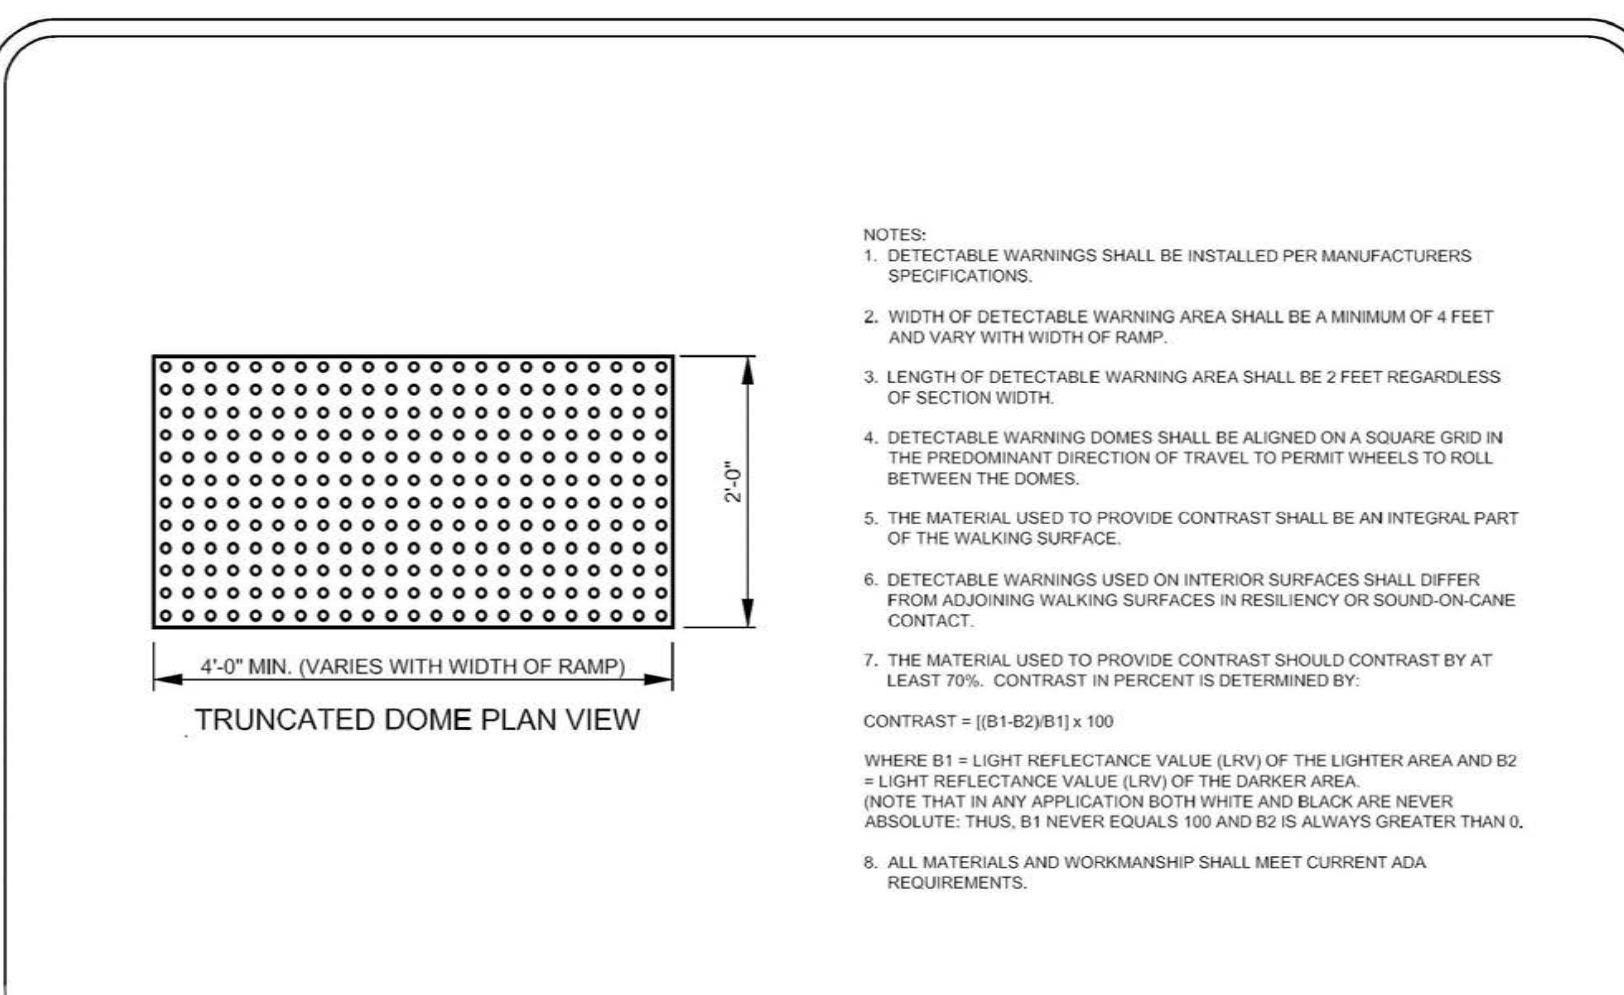 NOTES:
1. DETECTABLE WARNINGS SHALL BE INSTALLED PER MANUFACTURERS
SPECIFICATIONS.
2. WIDTH OF DETECTABLE WARNING AREA SHALL BE A MINIMUM OF 4 FEET
AND VARY WITH WIDTH OF RAMP.
3. LENGTH OF DETECTABLE WARNING AREA SHALL BE 2 FEET REGARDLESS
OF SECTION WIDTH.
4. DETECTABLE WARNING DOMES SHALL BE ALIGNED ON A SQUARE GRID IN
THE PREDOMINANT DIRECTION OF TRAVEL TO PERMIT WHEELS TO ROLL
BETWEEN THE DOMES.
5. THE MATERIAL USED TO PROVIDE CONTRAST SHALL BE AN INTEGRAL PART
OF THE WALKING SURFACE.
6. DETECTABLE WARNINGS USED ON INTERIOR SURFACES SHALL DIFFER
FROM ADJOINING WALKING SURFACES IN RESILIENCY OR SOUND-ON-CANE
CONTACT.
7. THE MATERIAL USED TO PROVIDE CONTRAST SHOULD CONTRAST BY AT
LEAST 70%. CONTRAST IN PERCENT IS DETERMINED BY:
CONTRAST = [(B1-B2)/B1] x 100
WHERE B1 = LIGHT REFLECTANCE VALUE (LRV) OF THE LIGHTER AREA AND B2
= LIGHT REFLECTANCE VALUE (LRV) OF THE DARKER AREA.
(NOTE THAT IN ANY APPLICATION BOTH WHITE AND BLACK ARE NEVER
ABSOLUTE: THUS, B1 NEVER EQUALS 100 AND B2 IS ALWAYS GREATER THAN 0.
8. ALL MATERIALS AND WORKMANSHIP SHALL MEET CURRENT ADA
REQUIREMENTS.
2'-0"
4'-0" MIN. (VARIES WITH WIDTH OF RAMP)
TRUNCATED DOME PLAN VIEW